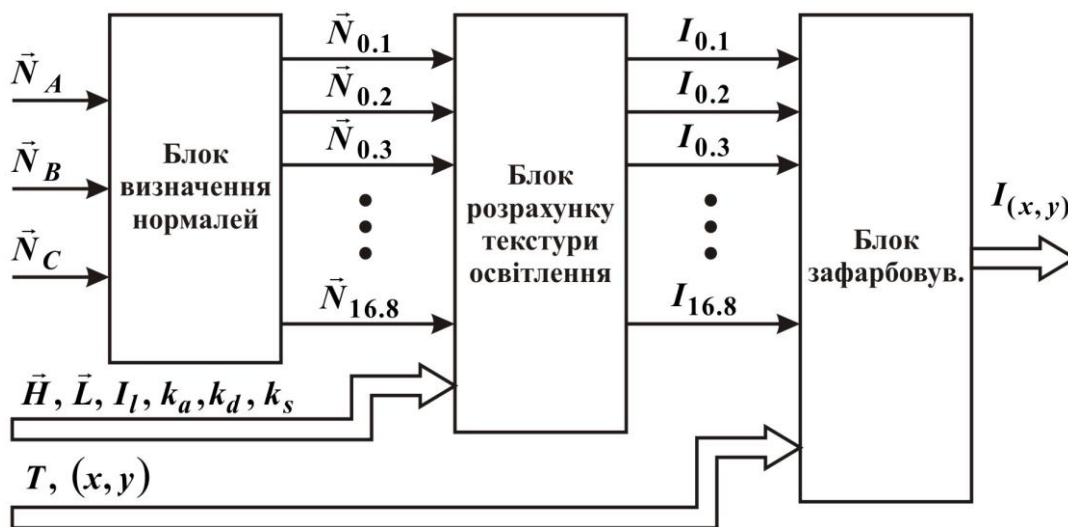 N⃗_A
N⃗_B
N⃗_C
Блок
визначення
нормалей
N⃗_0.1
N⃗_0.2
N⃗_0.3
N⃗_16.8
Блок
розрахунку
текстури
освітлення
I_0.1
I_0.2
I_0.3
I_16.8
Блок
зафарбовув.
I_(x, y)
H⃗, L⃗, I_l, k_a, k_d, k_s
T, (x, y)